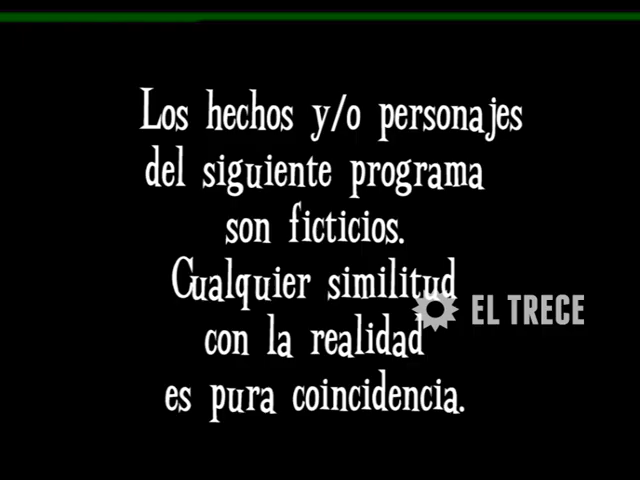 Los hechos y/o personajes
del siguiente programa
son ficticios.
Cualquier similitud
con la realidad
es pura coincidencia.
EL TRECE